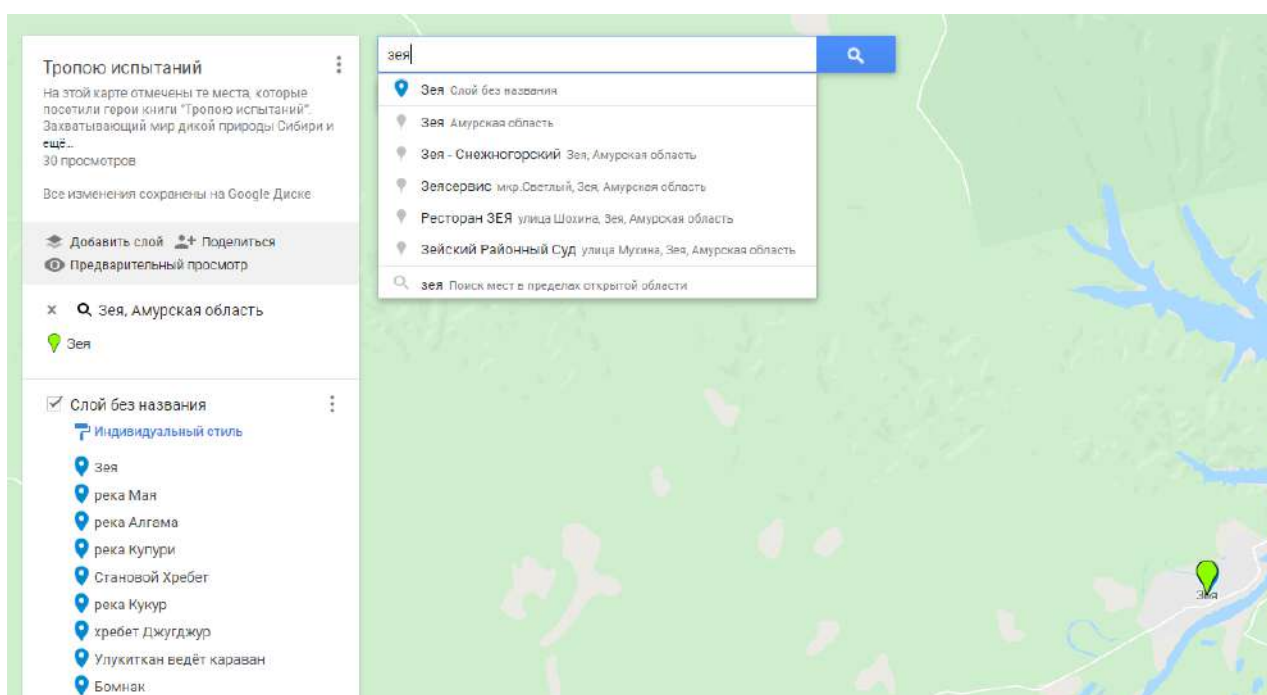 Тропою испытаний
На этой карте отмечены те места, которые
посетили герои книги "Тропою испытаний".
Захватывающий мир дикой природы Сибири и
ещё...
30 просмотров
Все изменения сохранены на Google Диске
Добавить слой Поделиться
Предварительный просмотр
x Зея, Амурская область
Зея
Слой без названия
Индивидуальный стиль
Зея
река Мая
река Алгама
река Купури
Становой Хребет
река Кукур
хребет Джугджур
Улукиткан ведёт караван
Бомнак
зея
Зея Слой без названия
Зея Амурская область
Зея - Снежногорский Зея, Амурская область
Зеясервис мкр.Светлый, Зея, Амурская область
Ресторан ЗЕЯ улица Шохина, Зея, Амурская область
Зейский Районный Суд улица Мухина, Зея, Амурская область
зея Поиск мест в пределах открытой области
Зея